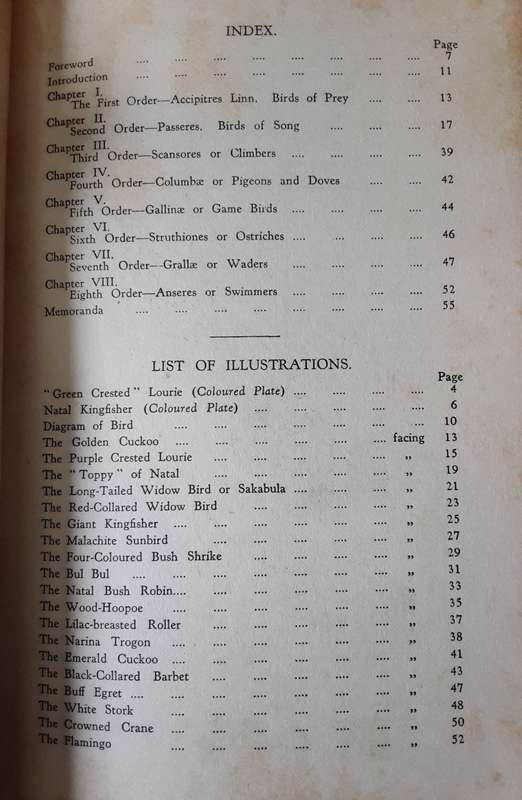 INDEX.
Page
Foreword .... .... .... .... .... .... .... .... 7
Introduction .... .... .... .... .... .... .... .... 11
Chapter I.
The First Order—Accipitres Linn. Birds of Prey .... .... 13
Chapter II.
Second Order—Passeres. Birds of Song .... .... .... 17
Chapter III.
Third Order—Scansores or Climbers .... .... .... .... 39
Chapter IV.
Fourth Order—Columbæ or Pigeons and Doves .... .... 42
Chapter V.
Fifth Order—Gallinæ or Game Birds .... .... .... .... 44
Chapter VI.
Sixth Order—Struthiones or Ostriches .... .... .... .... 46
Chapter VII.
Seventh Order—Grallæ or Waders .... .... .... .... 47
Chapter VIII.
Eighth Order—Anseres or Swimmers .... .... .... .... 52
Memoranda .... .... .... .... .... .... .... .... 55
LIST OF ILLUSTRATIONS.
Page
"Green Crested" Lourie (Coloured Plate) .... .... .... .... 4
Natal Kingfisher (Coloured Plate) .... .... .... .... .... 6
Diagram of Bird .... .... .... .... .... .... ... 10
The Golden Cuckoo .... .... .... .... .... .... facing 13
The Purple Crested Lourie .... .... .... .... .... „ 15
The "Toppy" of Natal .... .... .... .... .... „ 19
The Long-Tailed Widow Bird or Sakabula .... .... .... „ 21
The Red-Collared Widow Bird .... .... .... .... „ 23
The Giant Kingfisher .... .... .... .... .... .... „ 25
The Malachite Sunbird .... .... .... .... .... „ 27
The Four-Coloured Bush Shrike .... .... .... .... „ 29
The Bul Bul .... .... .... .... .... .... .... „ 31
The Natal Bush Robin.... .... .... .... .... .... „ 33
The Wood-Hoopoe .... .... .... .... .... .... „ 35
The Lilac-breasted Roller .... .... .... .... .... „ 37
The Narina Trogon .... .... .... .... .... .... „ 38
The Emerald Cuckoo .... .... .... .... .... .... „ 41
The Black-Collared Barbet .... .... .... .... .... „ 43
The Buff Egret .... .... .... .... .... .... .... „ 47
The White Stork .... .... .... .... .... .... „ 48
The Crowned Crane .... .... .... .... .... .... „ 50
The Flamingo .... .... .... .... .... .... „ 52